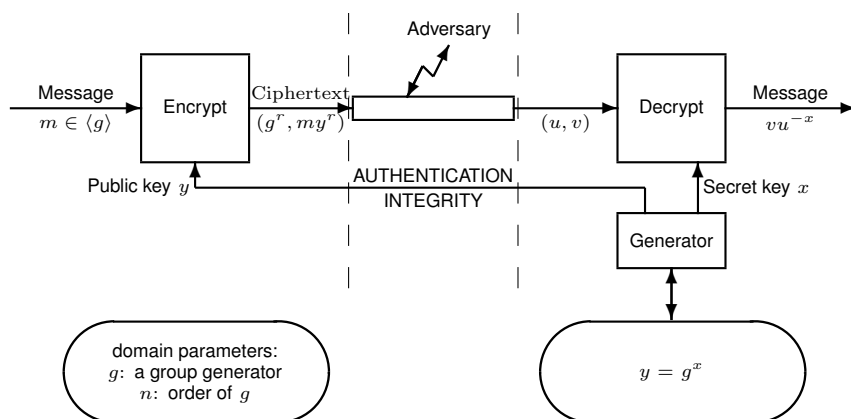 Adversary
Message
m ∈ ⟨g⟩
Encrypt
Ciphertext
(g^r, my^r)
(u, v)
Decrypt
Message
vu^{-x}
Public key y
AUTHENTICATION
INTEGRITY
Secret key x
Generator
domain parameters:
g: a group generator
n: order of g
y = g^x